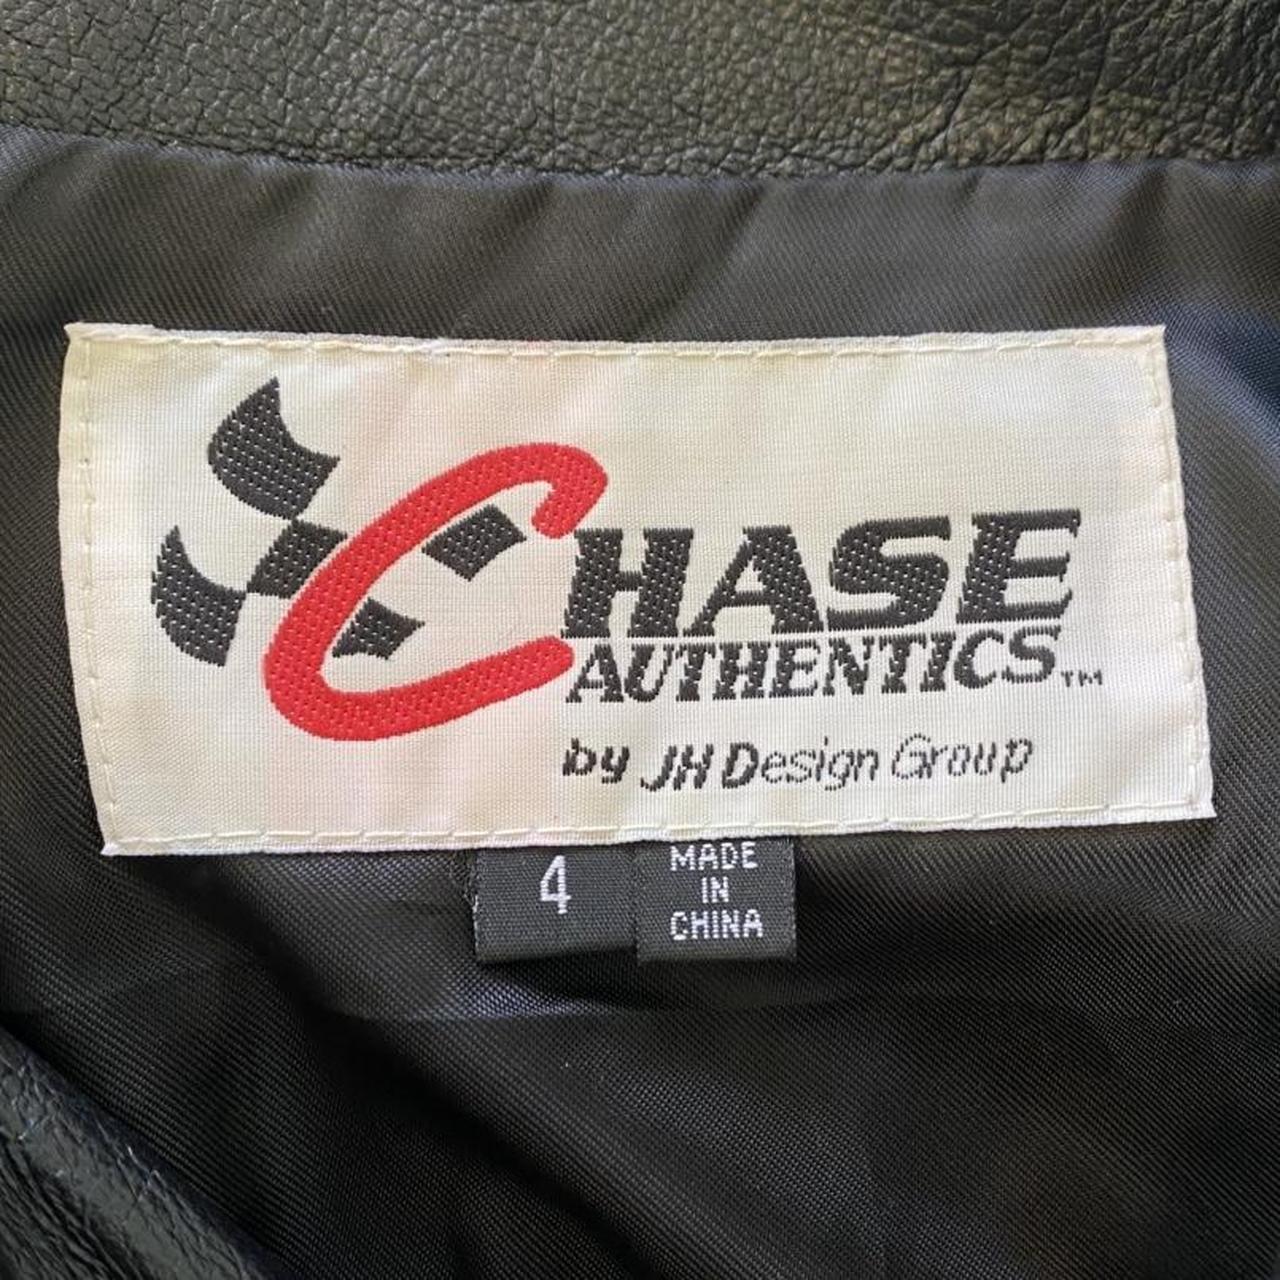 CHASE
AUTHENTICS™
by JH Design Group
4
MADE
IN
CHINA